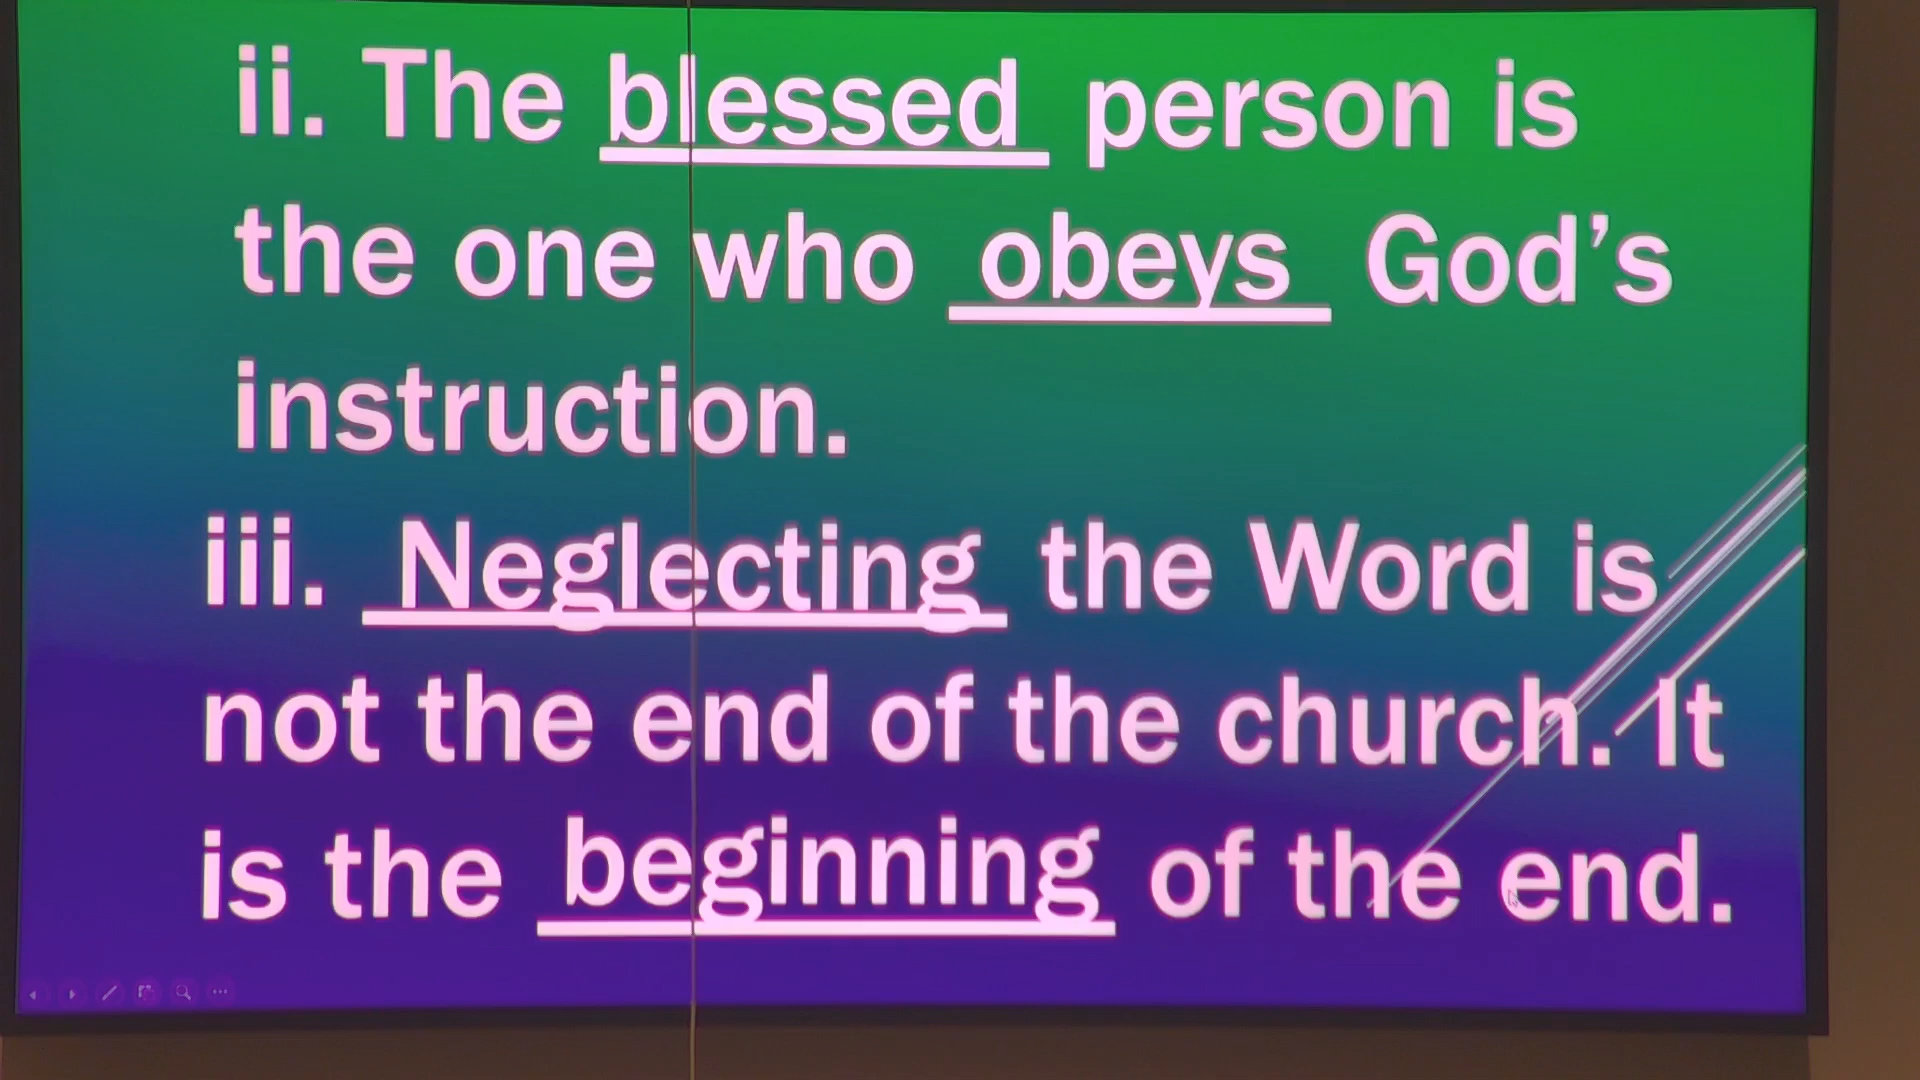 ii. The blessed person is
the one who obeys God’s
instruction.
iii. Neglecting the Word is
not the end of the church. It
is the beginning of the end.